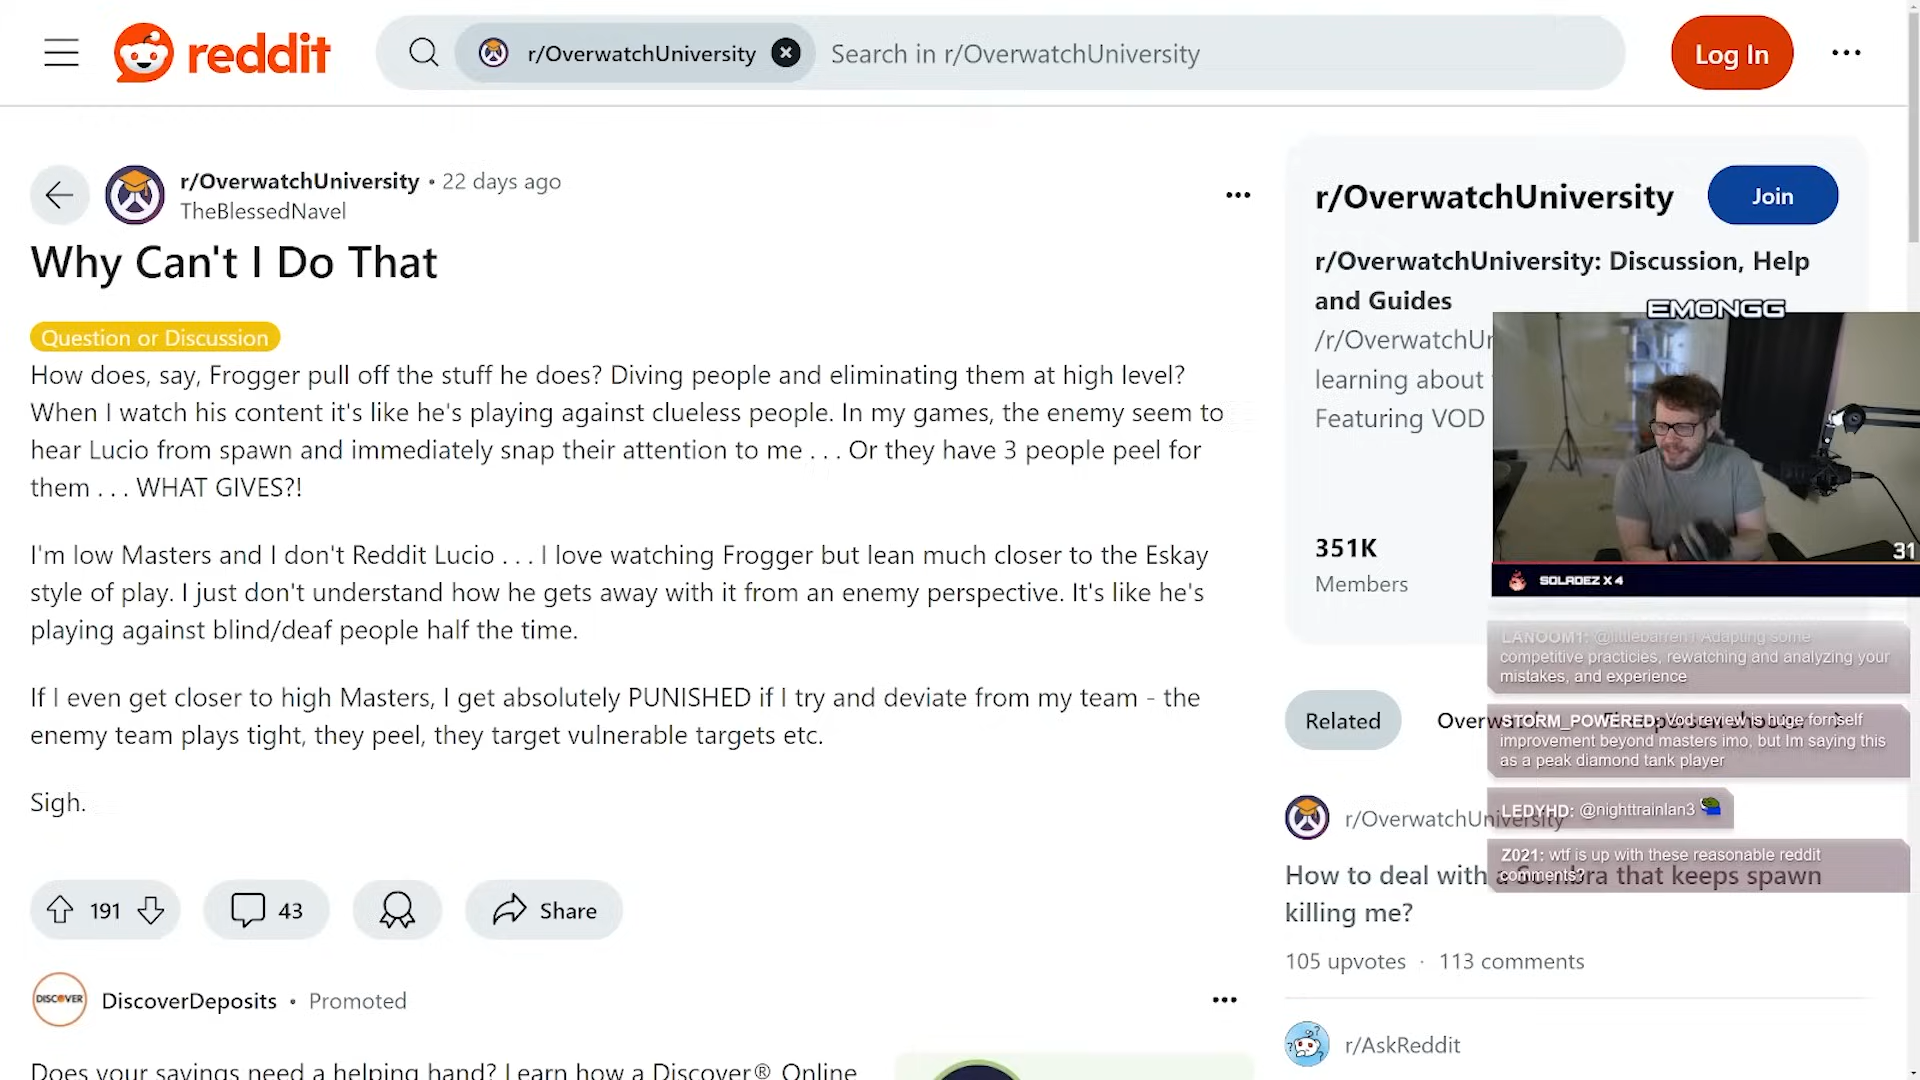 reddit
r/OverwatchUniversity
Search in r/OverwatchUniversity
Log In
r/OverwatchUniversity • 22 days ago
TheBlessedNavel
Why Can't I Do That
Question or Discussion
How does, say, Frogger pull off the stuff he does? Diving people and eliminating them at high level?
When I watch his content it's like he's playing against clueless people. In my games, the enemy seem to
hear Lucio from spawn and immediately snap their attention to me . . . Or they have 3 people peel for
them . . . WHAT GIVES?!
I'm low Masters and I don't Reddit Lucio . . . I love watching Frogger but lean much closer to the Eskay
style of play. I just don't understand how he gets away with it from an enemy perspective. It's like he's
playing against blind/deaf people half the time.
If I even get closer to high Masters, I get absolutely PUNISHED if I try and deviate from my team - the
enemy team plays tight, they peel, they target vulnerable targets etc.
Sigh.
191
43
Share
DISCOVER
DiscoverDeposits • Promoted
Does your savings need a helping hand? Learn how a Discover® Online
r/OverwatchUniversity
Join
r/OverwatchUniversity: Discussion, Help
and Guides
/r/OverwatchUn
learning about
Featuring VOD
351K
Members
EMONGG
31
SOLADEZ X 4
Related
LANOOM1: @littlebarren1 Adapting some
competitive practicies, rewatching and analyzing your
mistakes, and experience
STORM_POWERED: Vod review is huge for self
improvement beyond masters imo, but Im saying this
as a peak diamond tank player
LEDYHD: @nighttrainlan3
Z021: wtf is up with these reasonable reddit
comments?
r/OverwatchUniversity
How to deal with a Sombra that keeps spawn
killing me?
105 upvotes · 113 comments
r/AskReddit